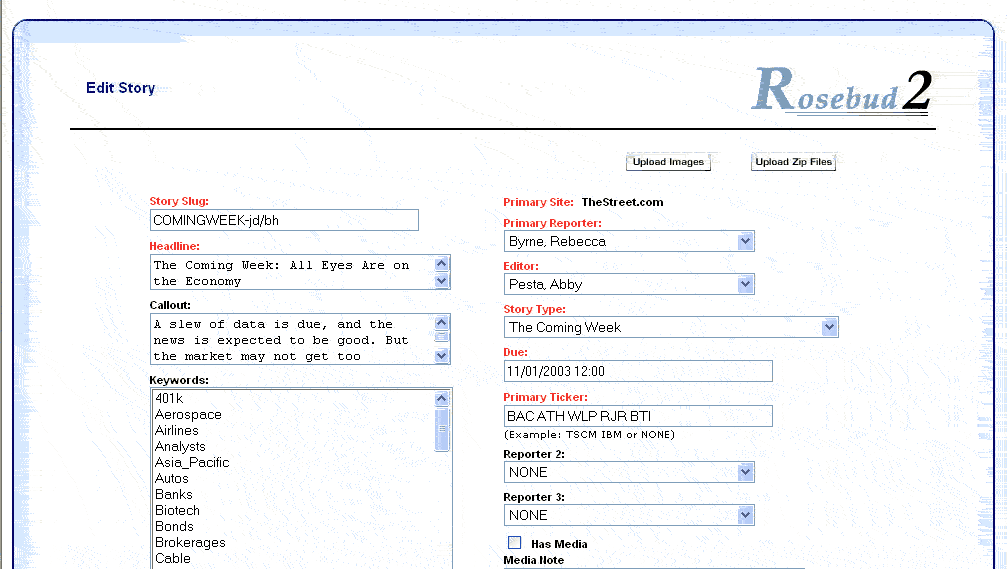 Edit Story
Rosebud 2
Upload Images
Upload Zip Files
Story Slug:
COMINGWEEK-jd/bh
Headline:
The Coming Week: All Eyes Are on
the Economy
Callout:
A slew of data is due, and the
news is expected to be good. But
the market may not get too
Keywords:
401k
Aerospace
Airlines
Analysts
Asia_Pacific
Autos
Banks
Biotech
Bonds
Brokerages
Cable
Primary Site: TheStreet.com
Primary Reporter:
Byrne, Rebecca
Editor:
Pesta, Abby
Story Type:
The Coming Week
Due:
11/01/2003 12:00
Primary Ticker:
BAC ATH WLP RJR BTI
(Example: TSCM IBM or NONE)
Reporter 2:
NONE
Reporter 3:
NONE
Has Media
Media Note